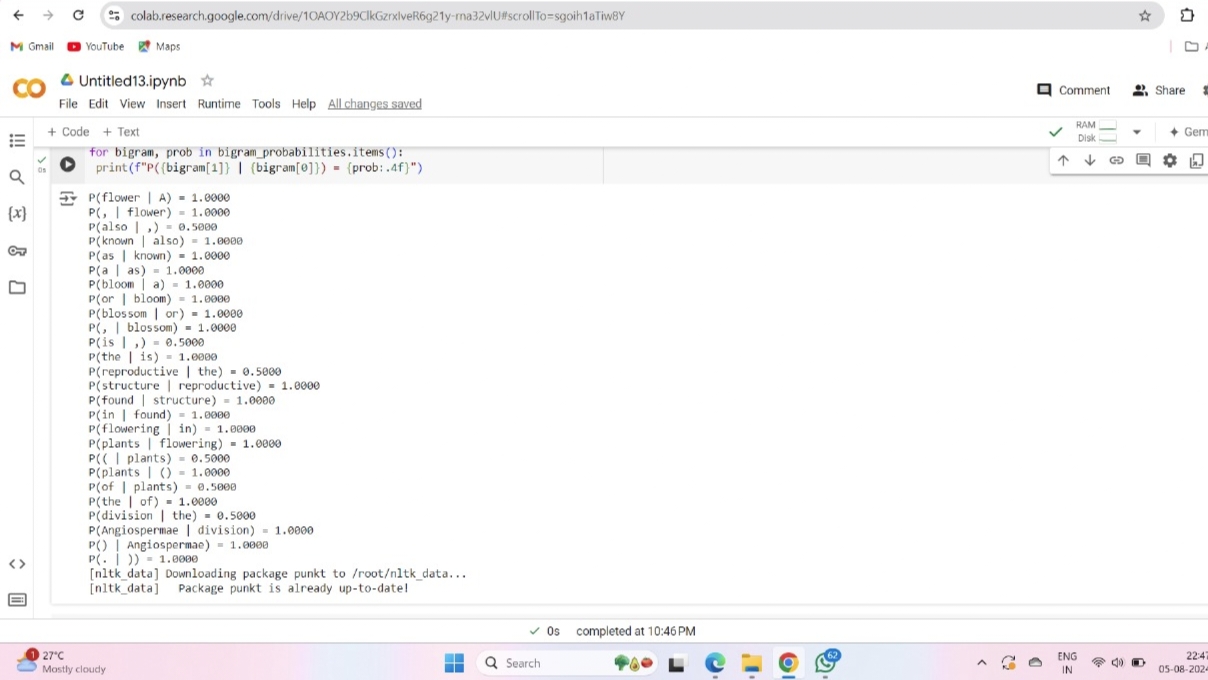 colab.research.google.com/drive/1OAOY2b9ClkGzrxlveR6g21y-rna32vlU#scrollTo=sgoih1aTiw8Y
Gmail YouTube Maps
CO Untitled13.ipynb
File Edit View Insert Runtime Tools Help All changes saved
Comment Share
+ Code + Text
RAM
Disk
Gem
for bigram, prob in bigram_probabilities.items():
print(f"P({bigram[1]} | {bigram[0]}) = {prob:.4f}")
0s
P(flower | A) = 1.0000
P(, | flower) = 1.0000
P(also | ,) = 0.5000
P(known | also) = 1.0000
P(as | known) = 1.0000
P(a | as) = 1.0000
P(bloom | a) = 1.0000
P(or | bloom) = 1.0000
P(blossom | or) = 1.0000
P(, | blossom) = 1.0000
P(is | ,) = 0.5000
P(the | is) = 1.0000
P(reproductive | the) = 0.5000
P(structure | reproductive) = 1.0000
P(found | structure) = 1.0000
P(in | found) = 1.0000
P(flowering | in) = 1.0000
P(plants | flowering) = 1.0000
P(( | plants) = 0.5000
P(plants | () = 1.0000
P(of | plants) = 0.5000
P(the | of) = 1.0000
P(division | the) = 0.5000
P(Angiospermae | division) = 1.0000
P() | Angiospermae) = 1.0000
P(. | )) = 1.0000
[nltk_data] Downloading package punkt to /root/nltk_data...
[nltk_data]   Package punkt is already up-to-date!
0s completed at 10:46 PM
1
27°C
Mostly cloudy
Search
62
ENG
IN
22:47
05-08-2024